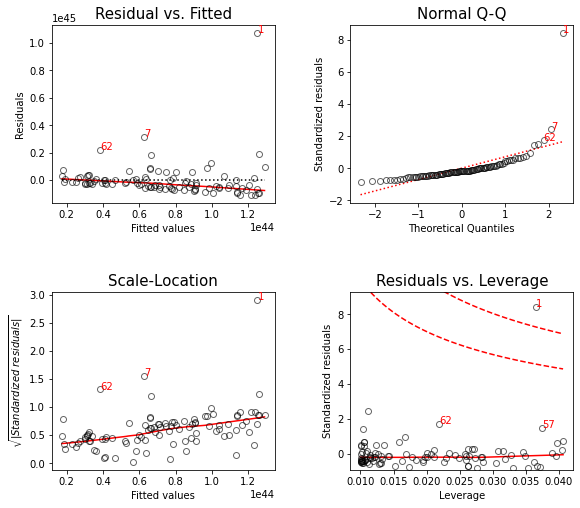 Residual vs. Fitted
1e45
1
1.0
0.8
0.6
0.4
7
62
0.2
0.0
Residuals
0.2 0.4 0.6 0.8 1.0 1.2
1e44
Fitted values
Normal Q-Q
1
8
6
4
7
2
62
0
−2
Standardized residuals
−2 −1 0 1 2
Theoretical Quantiles
Scale-Location
3.0
1
2.5
2.0
1.5
7
62
1.0
0.5
0.0
√|Standardized residuals|
0.2 0.4 0.6 0.8 1.0 1.2
1e44
Fitted values
Residuals vs. Leverage
1
8
6
4
2
62
57
0
Standardized residuals
0.010 0.015 0.020 0.025 0.030 0.035 0.040
Leverage